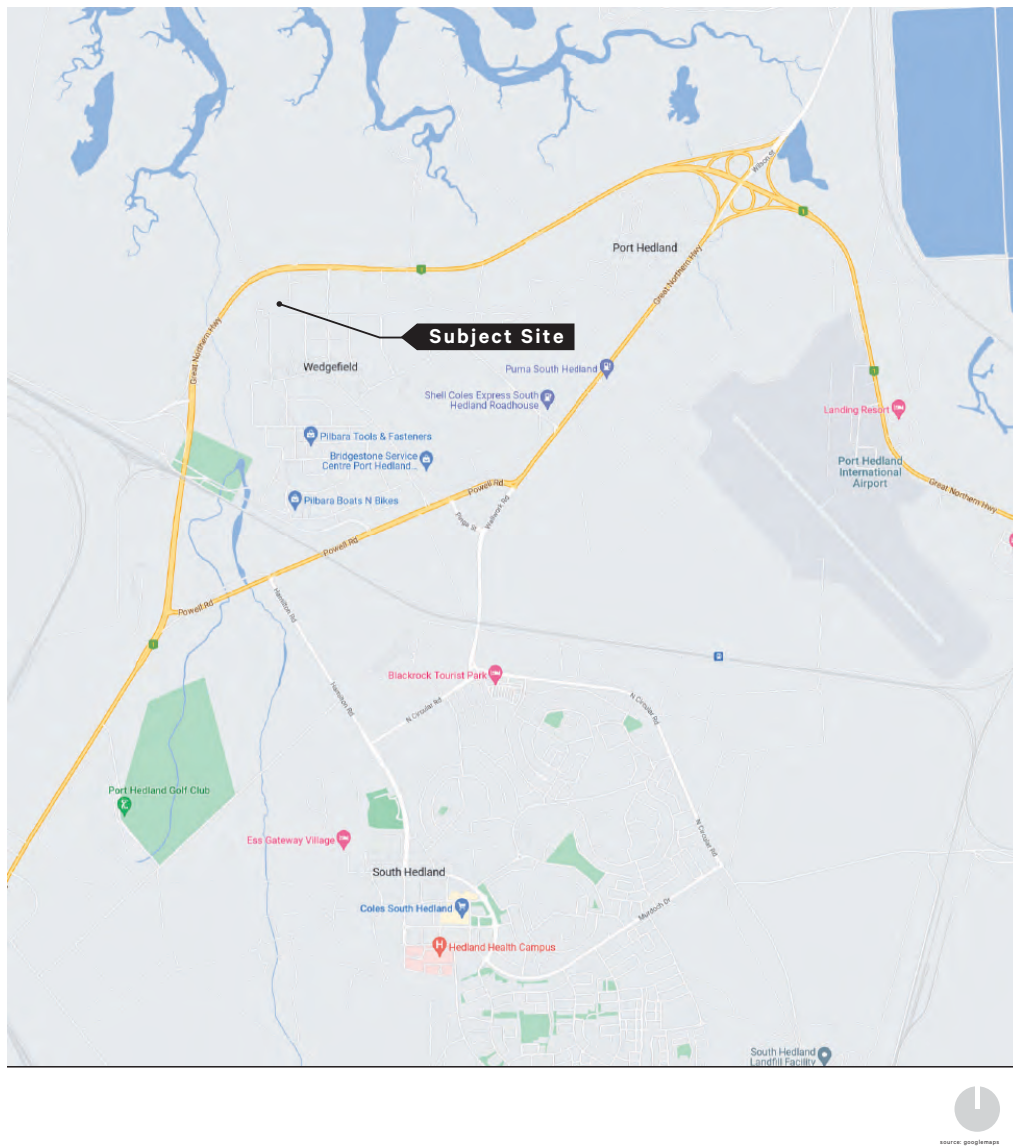 Wilson St
1
Port Hedland
1
Great Northern Hwy
Subject Site
Great Northern Hwy
Wedgefield
Puma South Hedland
1
Shell Coles Express South
Hedland Roadhouse
Landing Resort
Pilbara Tools & Fasteners
Bridgestone Service
Centre Port Hedland...
Port Hedland
International
Airport
Great Northern Hwy
Powell Rd
Pilbara Boats N Bikes
Pinga St
Wallwork Rd
Powell Rd
Powell Rd
Hamilton Rd
1
Blackrock Tourist Park
Hamilton Rd
N Circular Rd
N Circular Rd
Port Hedland Golf Club
Ess Gateway Village
N Circular Rd
South Hedland
Coles South Hedland
Murdoch Dr
H
Hedland Health Campus
South Hedland
Landfill Facility
source: googlemaps